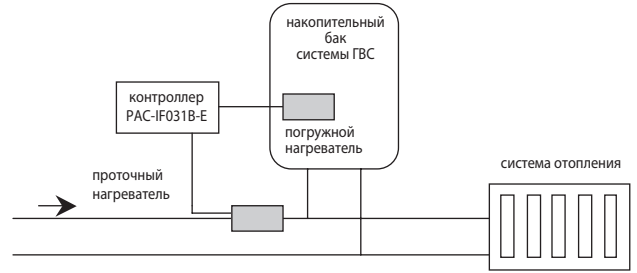 накопительный
бак
системы ГВС
контроллер
PAC-IF031B-E
погружной
нагреватель
система отопления
проточный
нагреватель